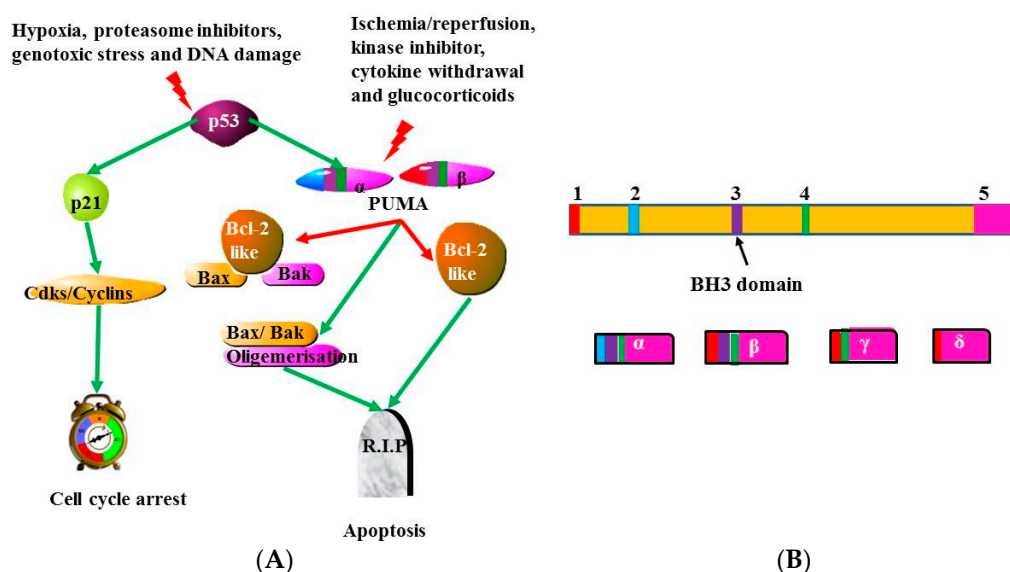 Hypoxia, proteasome inhibitors,
genotoxic stress and DNA damage
Ischemia/reperfusion,
kinase inhibitor,
cytokine withdrawal
and glucocorticoids
p53
α
β
PUMA
p21
Bcl-2
like
Bax
Bak
Bcl-2
like
Cdks/Cyclins
Bax/ Bak
Oligemerisation
R.I.P
Cell cycle arrest
Apoptosis
(A)
1
2
3
4
5
BH3 domain
α
β
γ
δ
(B)